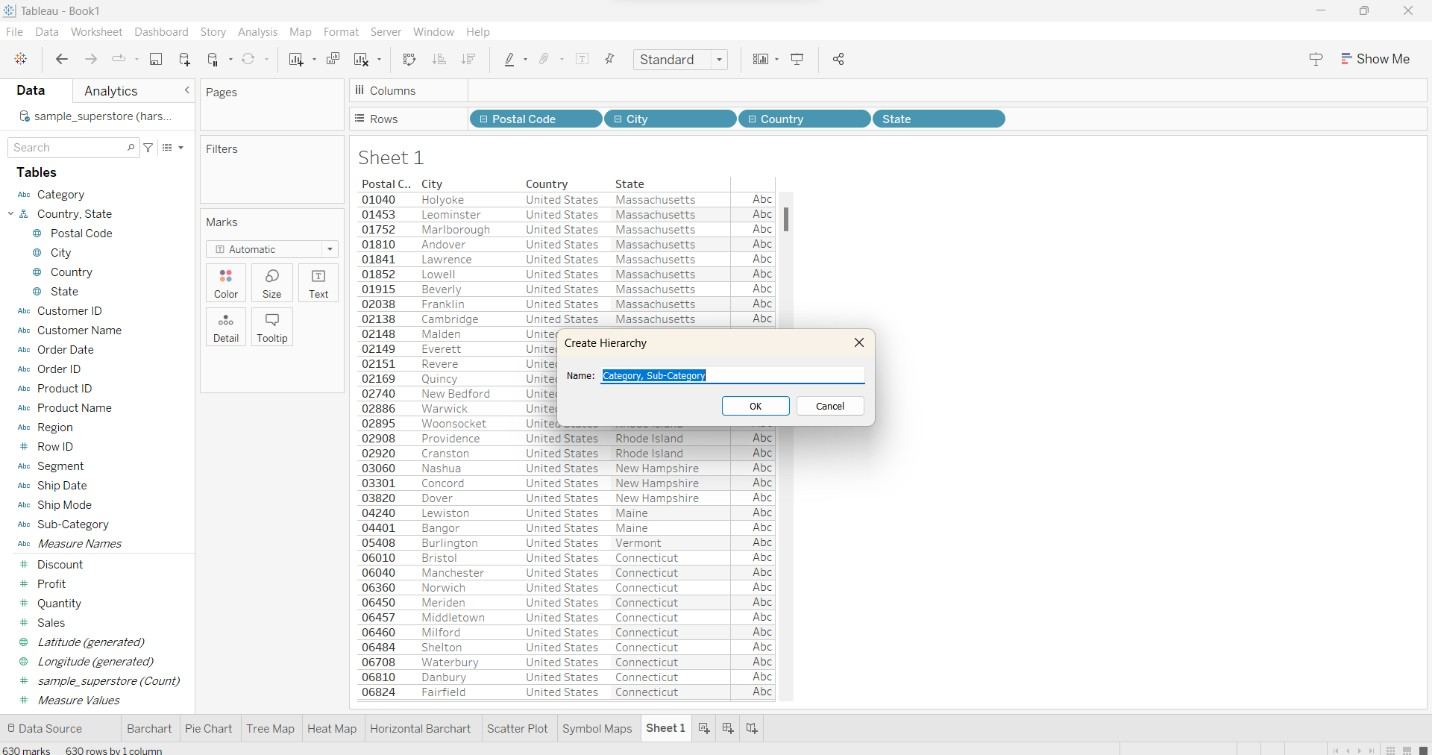 Tableau - Book1
File Data Worksheet Dashboard Story Analysis Map Format Server Window Help
Standard
Show Me
Data Analytics
sample_superstore (hars...
Search
Tables
Abc Category
Country, State
Postal Code
City
Country
State
Abc Customer ID
Abc Customer Name
Abc Order Date
Abc Order ID
Abc Product ID
Abc Product Name
Abc Region
# Row ID
Abc Segment
Abc Ship Date
Abc Ship Mode
Abc Sub-Category
Abc Measure Names
# Discount
# Profit
# Quantity
# Sales
Latitude (generated)
Longitude (generated)
# sample_superstore (Count)
# Measure Values
Pages
Filters
Marks
Automatic
Color Size Text
Detail Tooltip
Columns
Rows Postal Code City Country State
Sheet 1
Postal C.. City Country State
01040 Holyoke United States Massachusetts Abc
01453 Leominster United States Massachusetts Abc
01752 Marlborough United States Massachusetts Abc
01810 Andover United States Massachusetts Abc
01841 Lawrence United States Massachusetts Abc
01852 Lowell United States Massachusetts Abc
01915 Beverly United States Massachusetts Abc
02038 Franklin United States Massachusetts Abc
02138 Cambridge United States Massachusetts Abc
02148 Malden
02149 Everett
02151 Revere
02169 Quincy
02740 New Bedford
02886 Warwick
02895 Woonsocket
02908 Providence United States Rhode Island Abc
02920 Cranston United States Rhode Island Abc
03060 Nashua United States New Hampshire Abc
03301 Concord United States New Hampshire Abc
03820 Dover United States New Hampshire Abc
04240 Lewiston United States Maine Abc
04401 Bangor United States Maine Abc
05408 Burlington United States Vermont Abc
06010 Bristol United States Connecticut Abc
06040 Manchester United States Connecticut Abc
06360 Norwich United States Connecticut Abc
06450 Meriden United States Connecticut Abc
06457 Middletown United States Connecticut Abc
06460 Milford United States Connecticut Abc
06484 Shelton United States Connecticut Abc
06708 Waterbury United States Connecticut Abc
06810 Danbury United States Connecticut Abc
06824 Fairfield United States Connecticut Abc
Create Hierarchy
Name: Category, Sub-Category
OK Cancel
Data Source Barchart Pie Chart Tree Map Heat Map Horizontal Barchart Scatter Plot Symbol Maps Sheet 1
630 marks 630 rows by 1 column